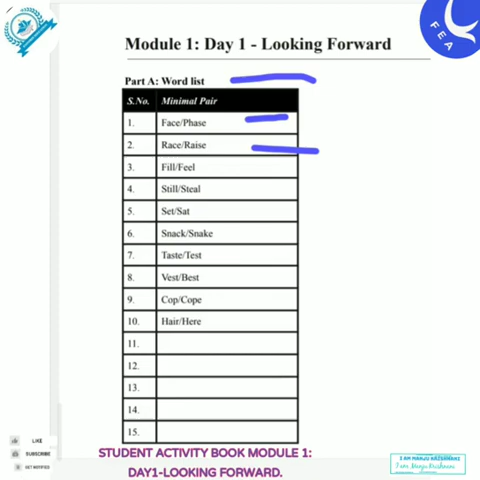 FEA
Module 1: Day 1 - Looking Forward
Part A: Word list
S.No. Minimal Pair
1. Face/Phase
2. Race/Raise
3. Fill/Feel
4. Still/Steal
5. Set/Sat
6. Snack/Snake
7. Taste/Test
8. Vest/Best
9. Cop/Cope
10. Hair/Here
11.
12.
13.
14.
15.
LIKE
SUBSCRIBE
GET NOTIFIED
STUDENT ACTIVITY BOOK MODULE 1:
DAY1-LOOKING FORWARD.